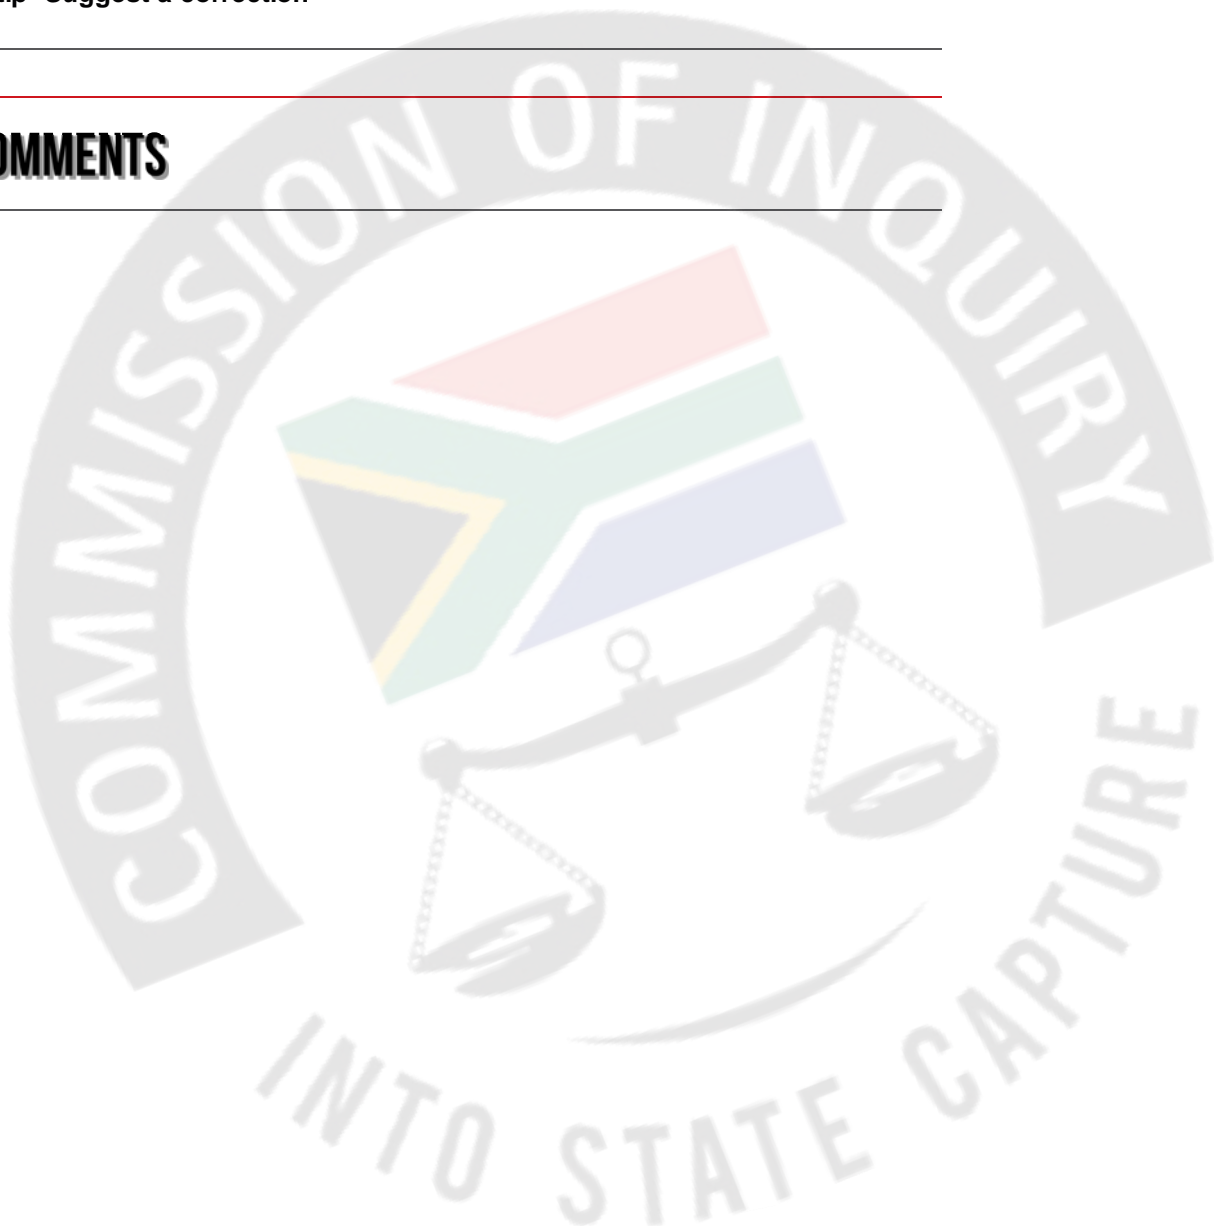 Suggest a correction
OMMENTS
COMMISSION OF INQUIRY
INTO STATE CAPTURE